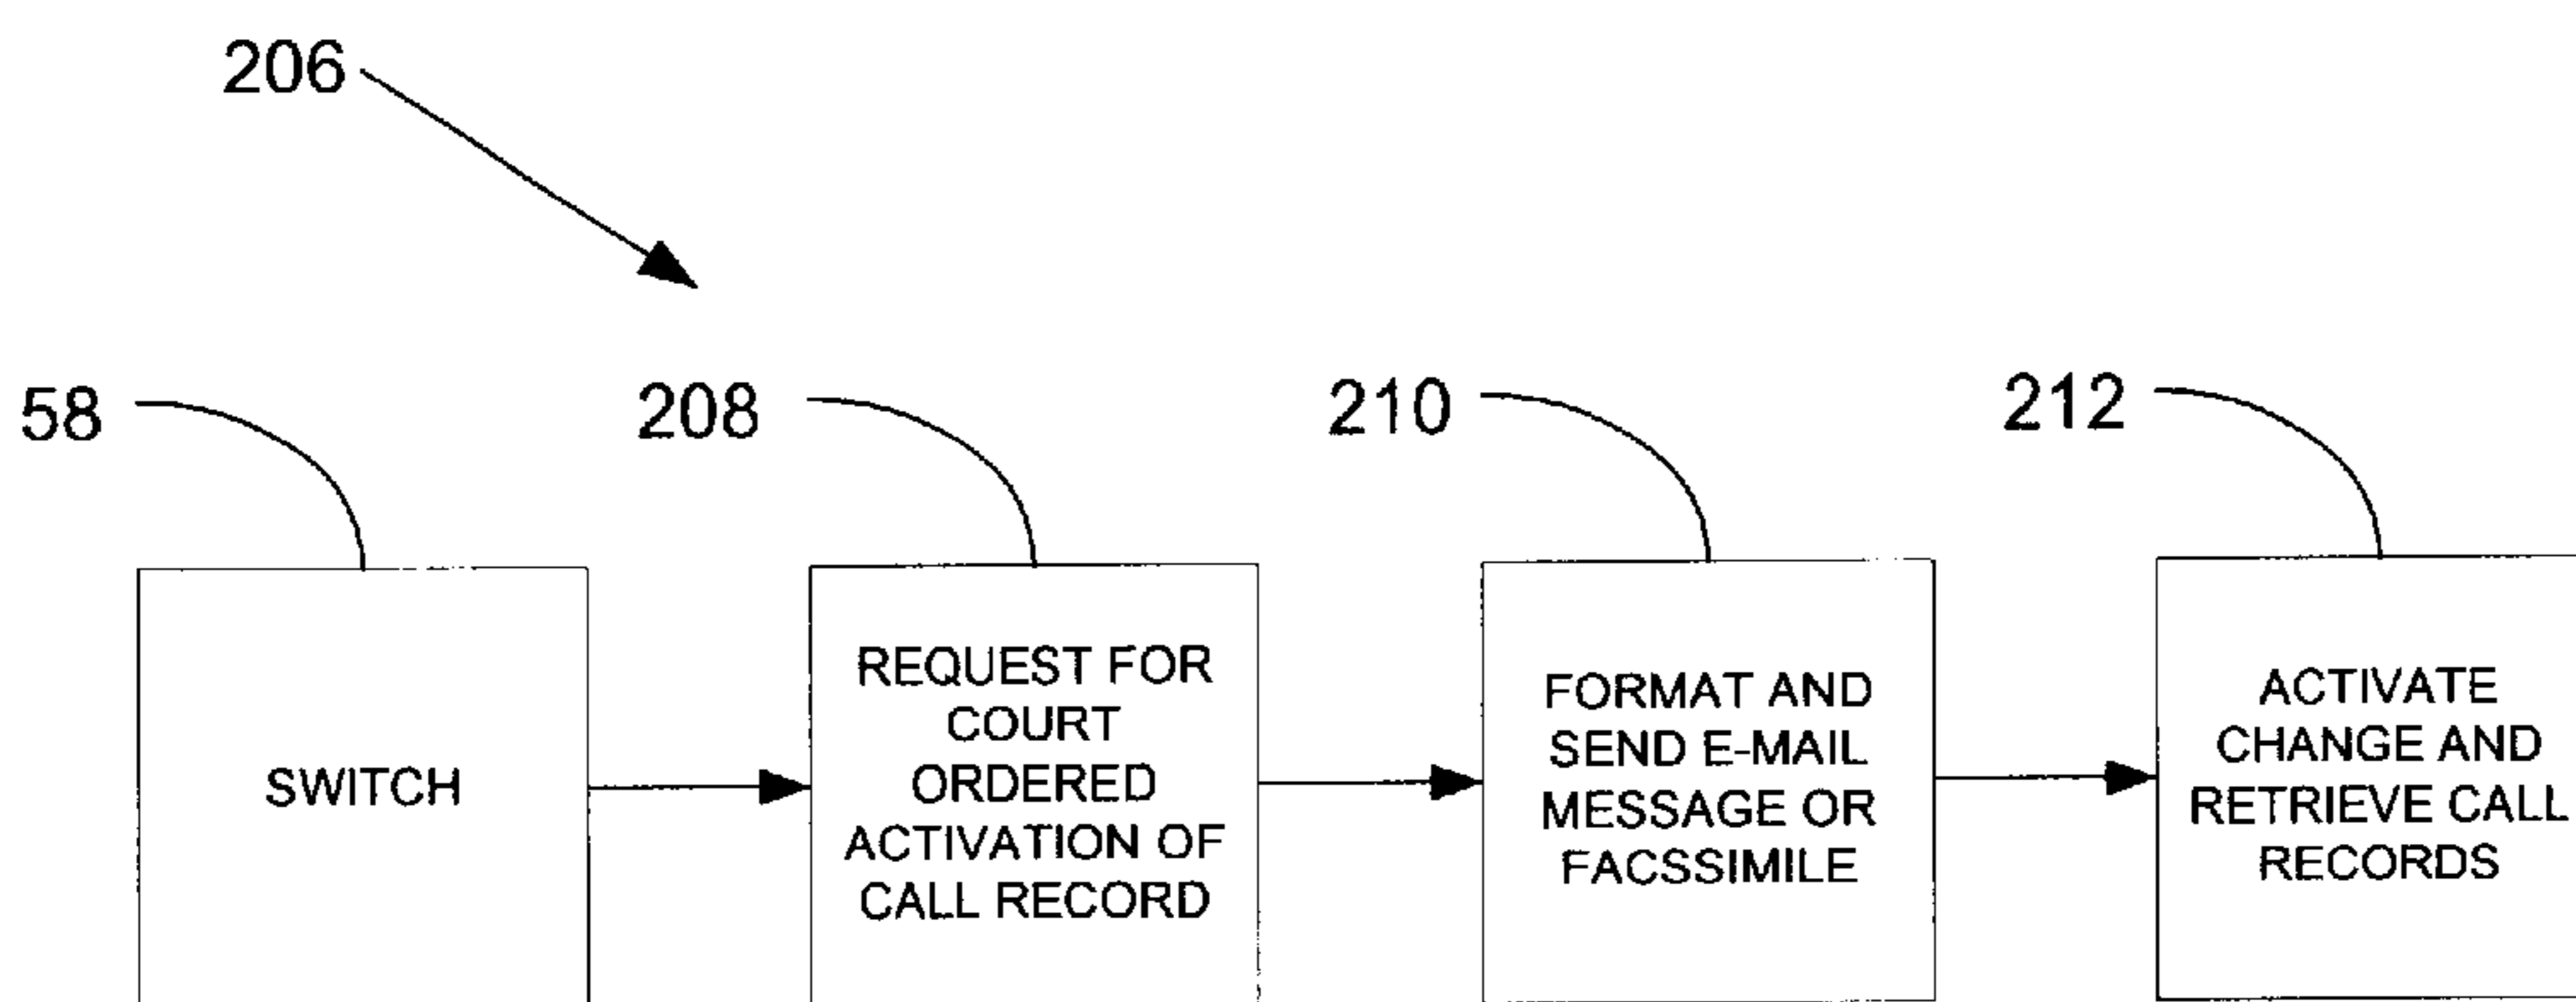 206
58
208
210
212
SWITCH
REQUEST FOR
COURT
ORDERED
ACTIVATION OF
CALL RECORD
FORMAT AND
SEND E-MAIL
MESSAGE OR
FACSSIMILE
ACTIVATE
CHANGE AND
RETRIEVE CALL
RECORDS